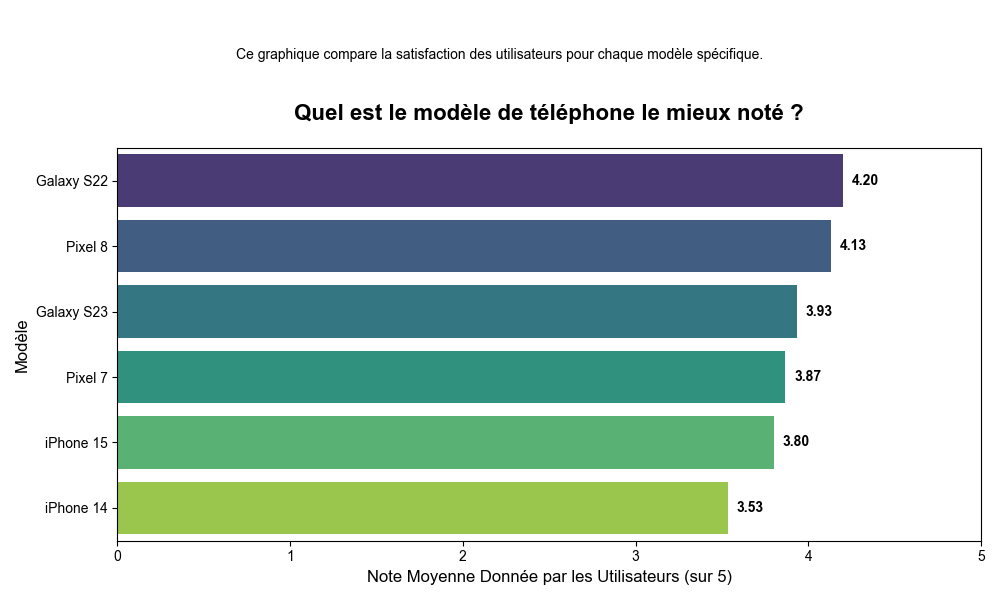 Ce graphique compare la satisfaction des utilisateurs pour chaque modèle spécifique.
Quel est le modèle de téléphone le mieux noté ?
Modèle
Galaxy S22
4.20
Pixel 8
4.13
Galaxy S23
3.93
Pixel 7
3.87
iPhone 15
3.80
iPhone 14
3.53
0 1 2 3 4 5
Note Moyenne Donnée par les Utilisateurs (sur 5)